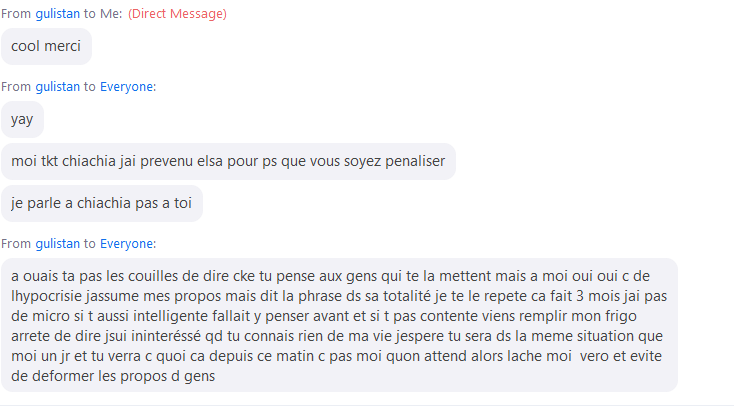 From gulistan to Me: (Direct Message)
cool merci
From gulistan to Everyone:
yay
moi tkt chiachia jai prevenu elsa pour ps que vous soyez penaliser
je parle a chiachia pas a toi
From gulistan to Everyone:
a ouais ta pas les couilles de dire cke tu pense aux gens qui te la mettent mais a moi oui oui c de
lhypocrisie jassume mes propos mais dit la phrase ds sa totalité je te le repete ca fait 3 mois jai pas
de micro si t aussi intelligente fallait y penser avant et si t pas contente viens remplir mon frigo
arrete de dire jsui ininteréssé qd tu connais rien de ma vie jespere tu sera ds la meme situation que
moi un jr et tu verra c quoi ca depuis ce matin c pas moi quon attend alors lache moi  vero et evite
de deformer les propos d gens